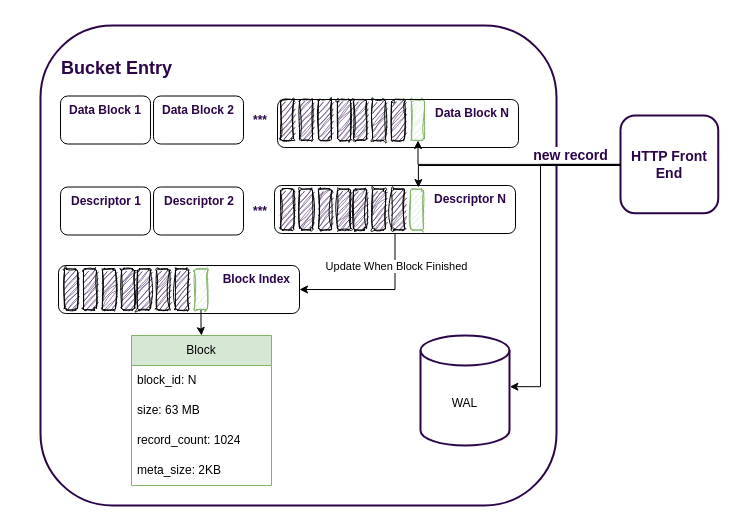 Bucket Entry
Data Block 1
Data Block 2
***
Data Block N
new record
HTTP Front
End
Descriptor 1
Descriptor 2
***
Descriptor N
Update When Block Finished
Block Index
Block
block_id: N
size: 63 MB
record_count: 1024
meta_size: 2KB
WAL